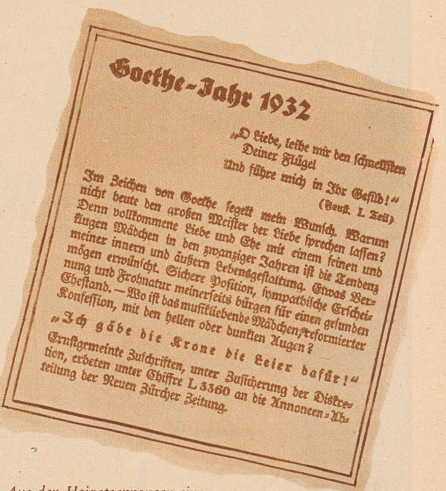 Goethe-Jahr 1932
„O Liebe, leihe mir den schnellsten
Deiner Flügel
Und führe mich in Ihr Gefild!“
(Faust. I. Teil)
Im Zeichen von Goethe segelt mein Wunsch. Warum
nicht heute den großen Meister der Liebe sprechen lassen?
Denn vollkommene Liebe und Ehe mit einem feinen und
klugen Mädchen in den zwanziger Jahren ist die Tendenz
meiner innern und äußern Lebensgestaltung. Etwas Ver-
mögen erwünscht. Sichere Position, sympathische Erschei-
nung und Frohnatur meinerseits bürgen für einen gesunden
Ehestand. — Wo ist das musikliebende Mädchen, reformierter
Konfession, mit den hellen oder dunklen Augen?
„Ich gäbe die Krone die Leier dafür!“
Ernstgemeinte Zuschriften, unter Zusicherung der Diskre-
tion, erbeten unter Chiffre L 3360 an die Annoncen-Ab-
teilung der Neuen Zürcher Zeitung.
Aus den